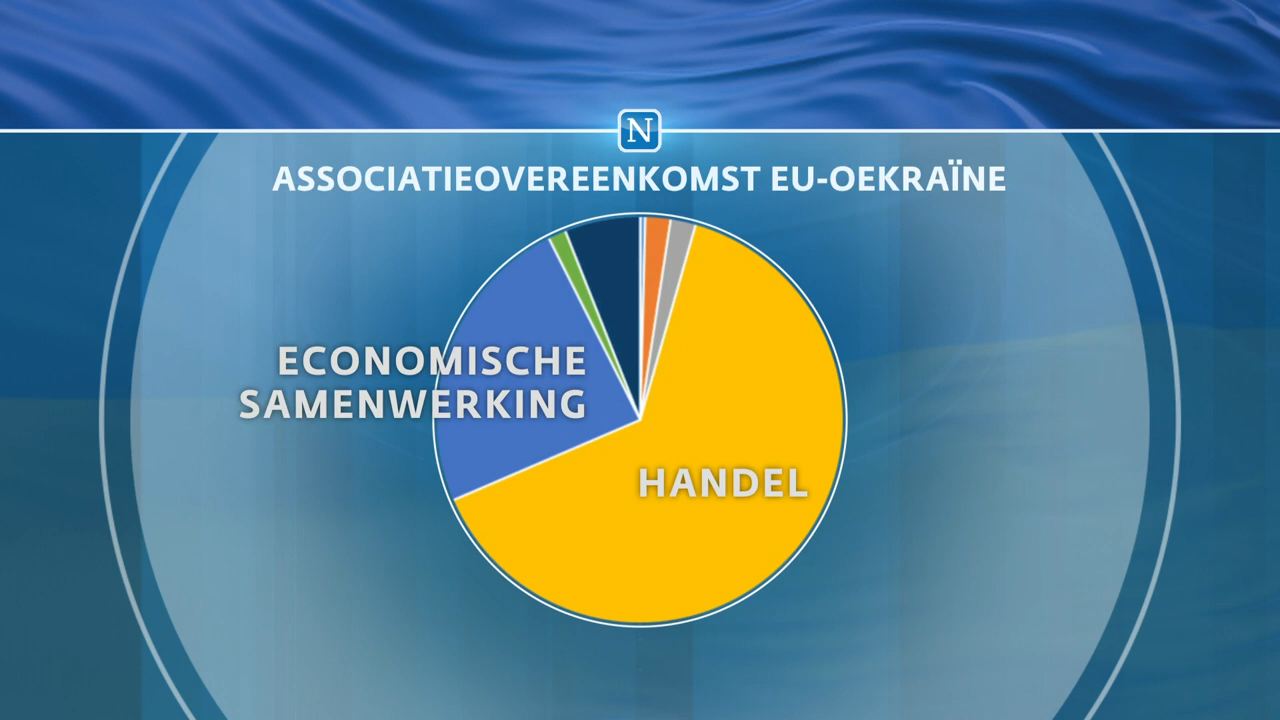 N
ASSOCIATIEOVEREENKOMST EU-OEKRAÏNE
ECONOMISCHE
SAMENWERKING
HANDEL